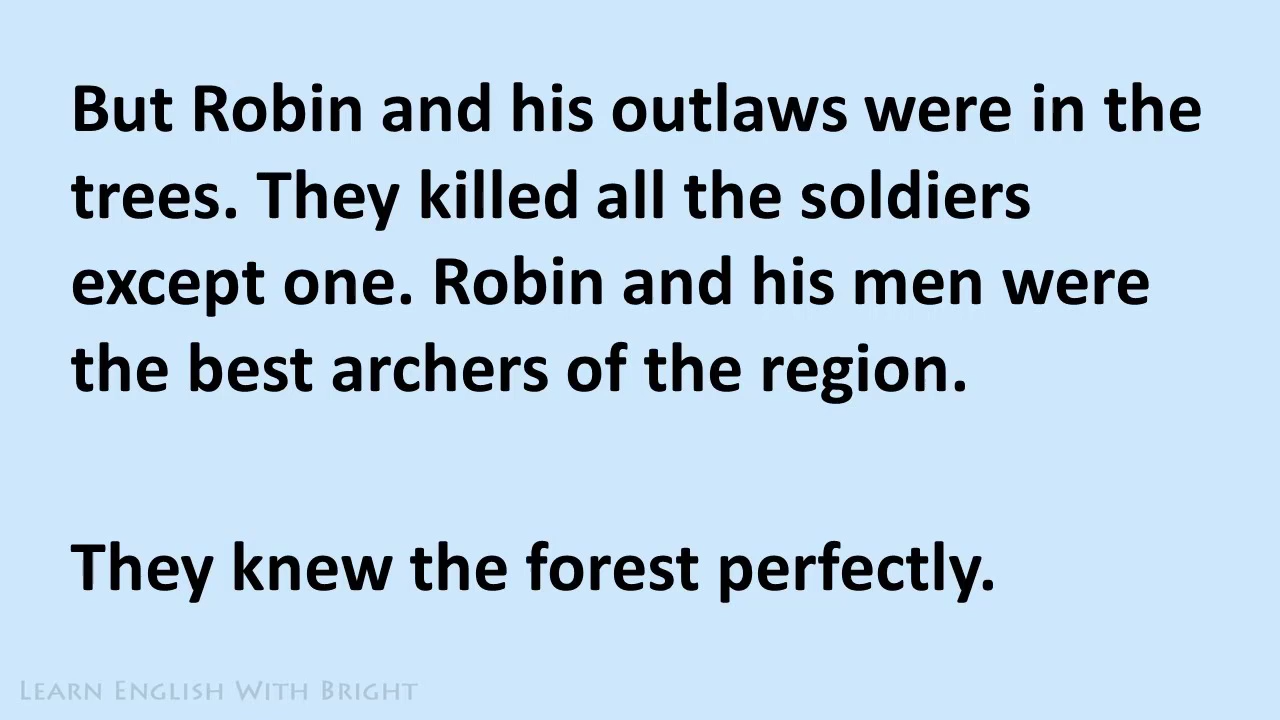 But Robin and his outlaws were in the
trees. They killed all the soldiers
except one. Robin and his men were
the best archers of the region.
They knew the forest perfectly.
Learn English With Bright